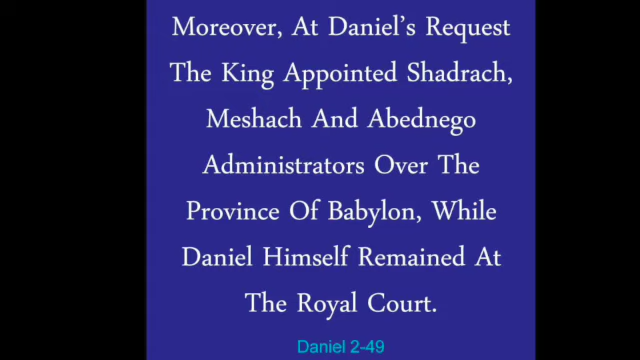 Moreover, At Daniel's Request
The King Appointed Shadrach,
Meshach And Abednego
Administrators Over The
Province Of Babylon, While
Daniel Himself Remained At
The Royal Court.
Daniel 2-49